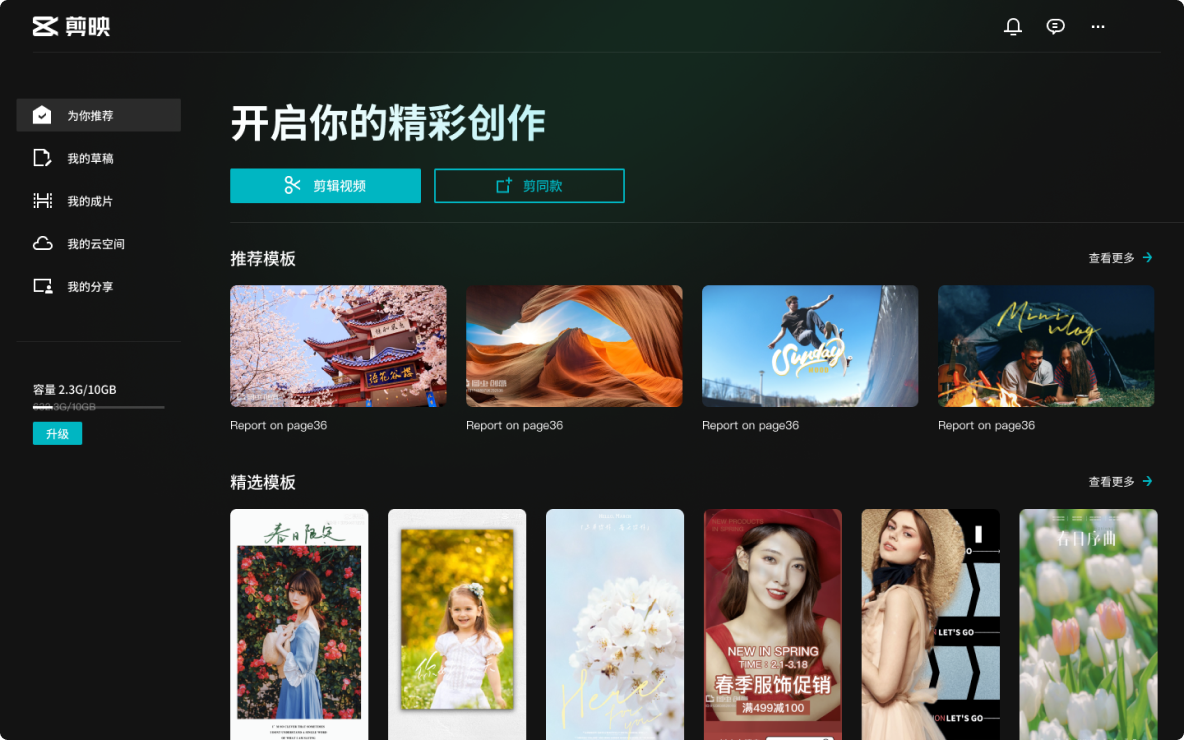 剪映
为你推荐
我的草稿
我的成片
我的云空间
我的分享
容量 2.3G/10GB
升级
开启你的精彩创作
剪辑视频
剪同款
推荐模板
查看更多
Sunday
Mini
vlog
Report on page36
Report on page36
Report on page36
Report on page36
精选模板
查看更多
春日限定
NEW PRODUCTS
IN SPRING
NEW IN SPRING
TIME：2.1-3.18
春季服饰促销
满499减100
LET'S GO
LET'S GO
春日序曲